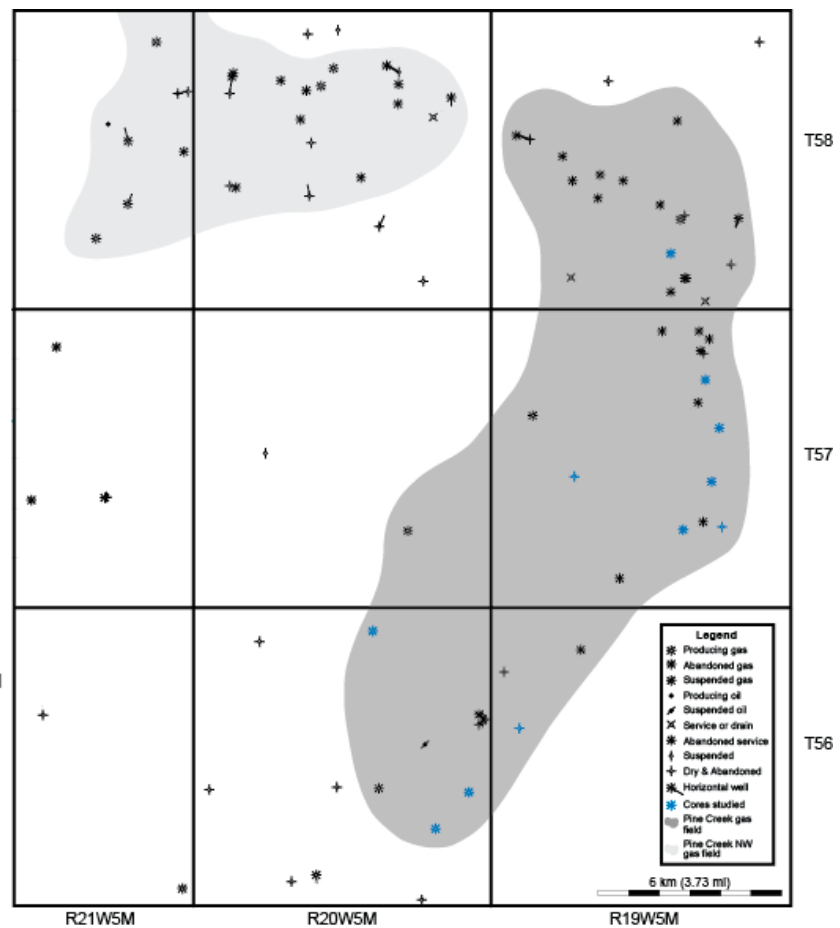 T58
T57
Legend
Producing gas
Abandoned gas
Suspended gas
Producing oil
Suspended oil
Service or drain
Abandoned service
Suspended
Dry & Abandoned
Horizontal well
Cores studied
Pine Creek gas
field
Pine Creek NW
gas field
T56
6 km (3.73 mi)
R21W5M
R20W5M
R19W5M